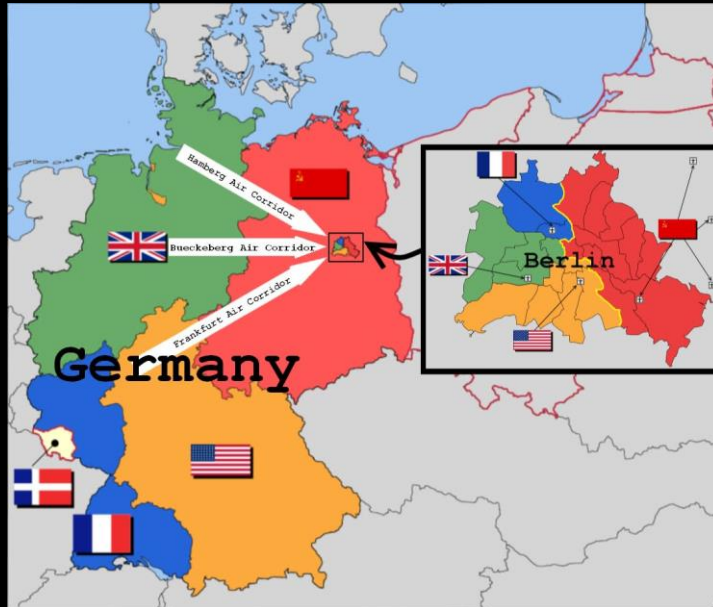 Hamberg Air Corridor
Bueckeberg Air Corridor
Frankfurt Air Corridor
Germany
Berlin